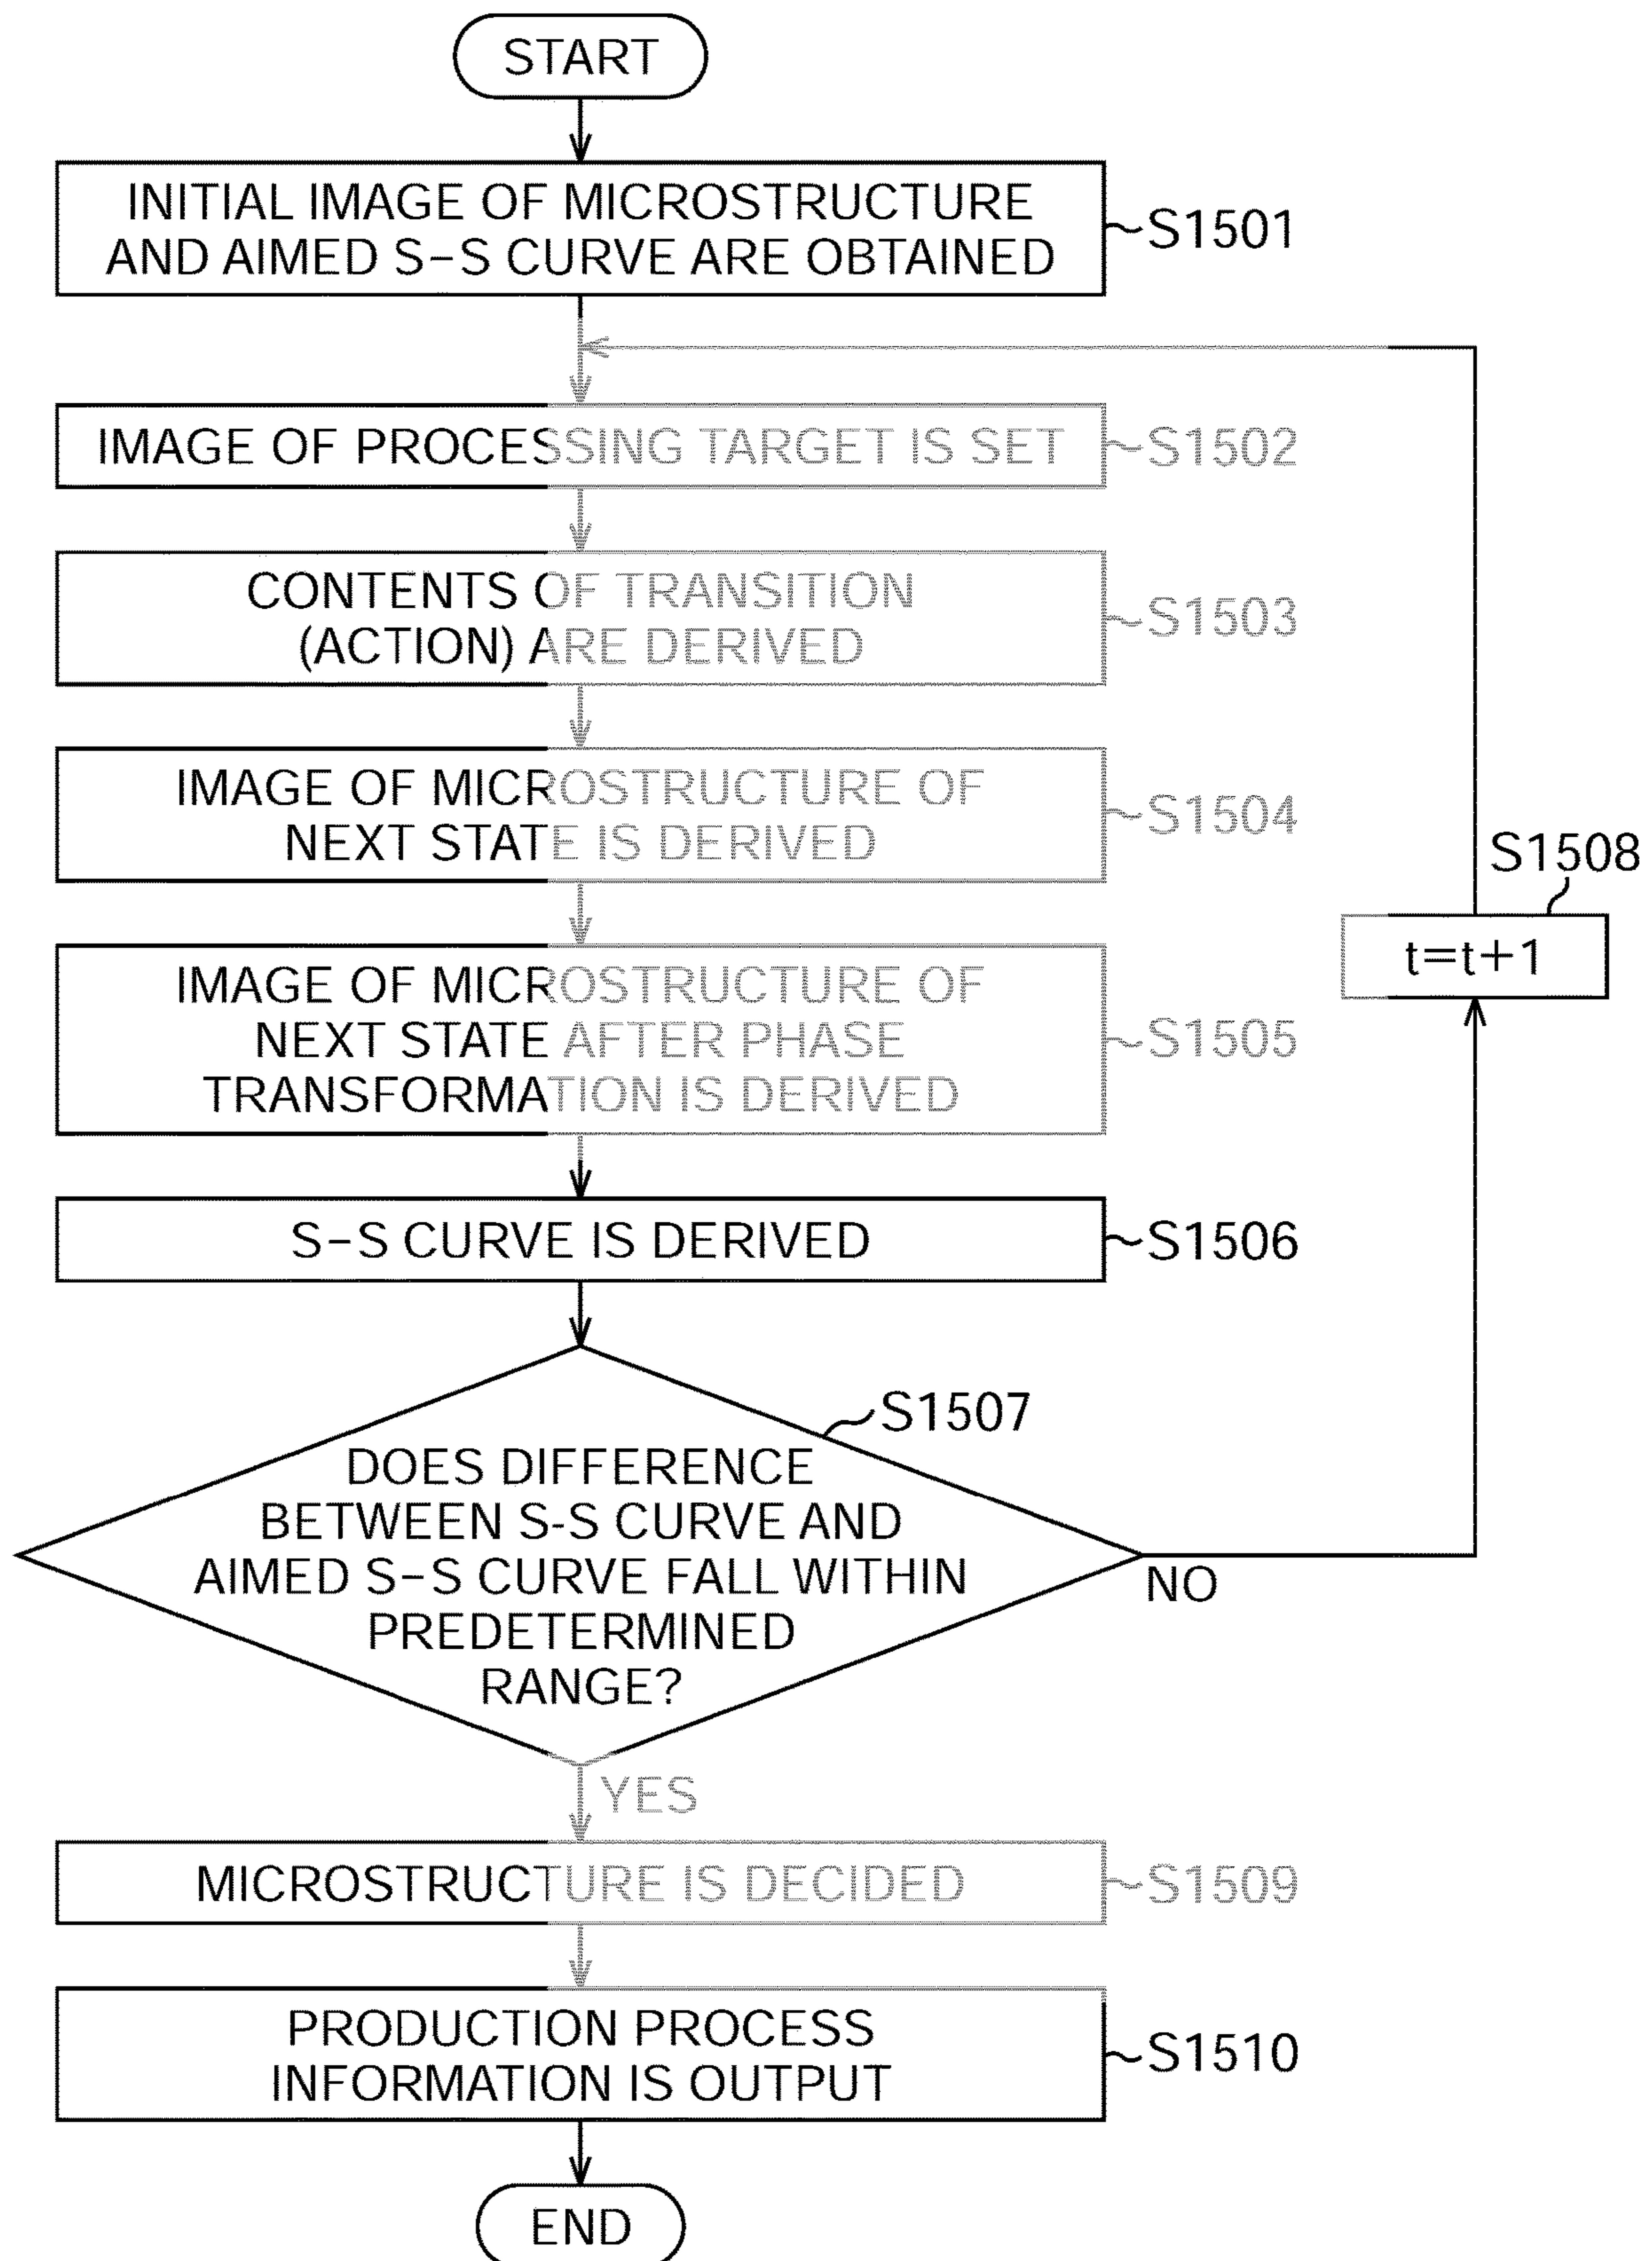 START
INITIAL IMAGE OF MICROSTRUCTURE
AND AIMED S-S CURVE ARE OBTAINED
S1501
IMAGE OF PROCESSING TARGET IS SET
S1502
CONTENTS OF TRANSITION
(ACTION) ARE DERIVED
S1503
IMAGE OF MICROSTRUCTURE OF
NEXT STATE IS DERIVED
S1504
S1508
t=t+1
IMAGE OF MICROSTRUCTURE OF
NEXT STATE AFTER PHASE
TRANSFORMATION IS DERIVED
S1505
S-S CURVE IS DERIVED
S1506
S1507
DOES DIFFERENCE
BETWEEN S-S CURVE AND
AIMED S-S CURVE FALL WITHIN
PREDETERMINED
RANGE?
NO
YES
MICROSTRUCTURE IS DECIDED
S1509
PRODUCTION PROCESS
INFORMATION IS OUTPUT
S1510
END